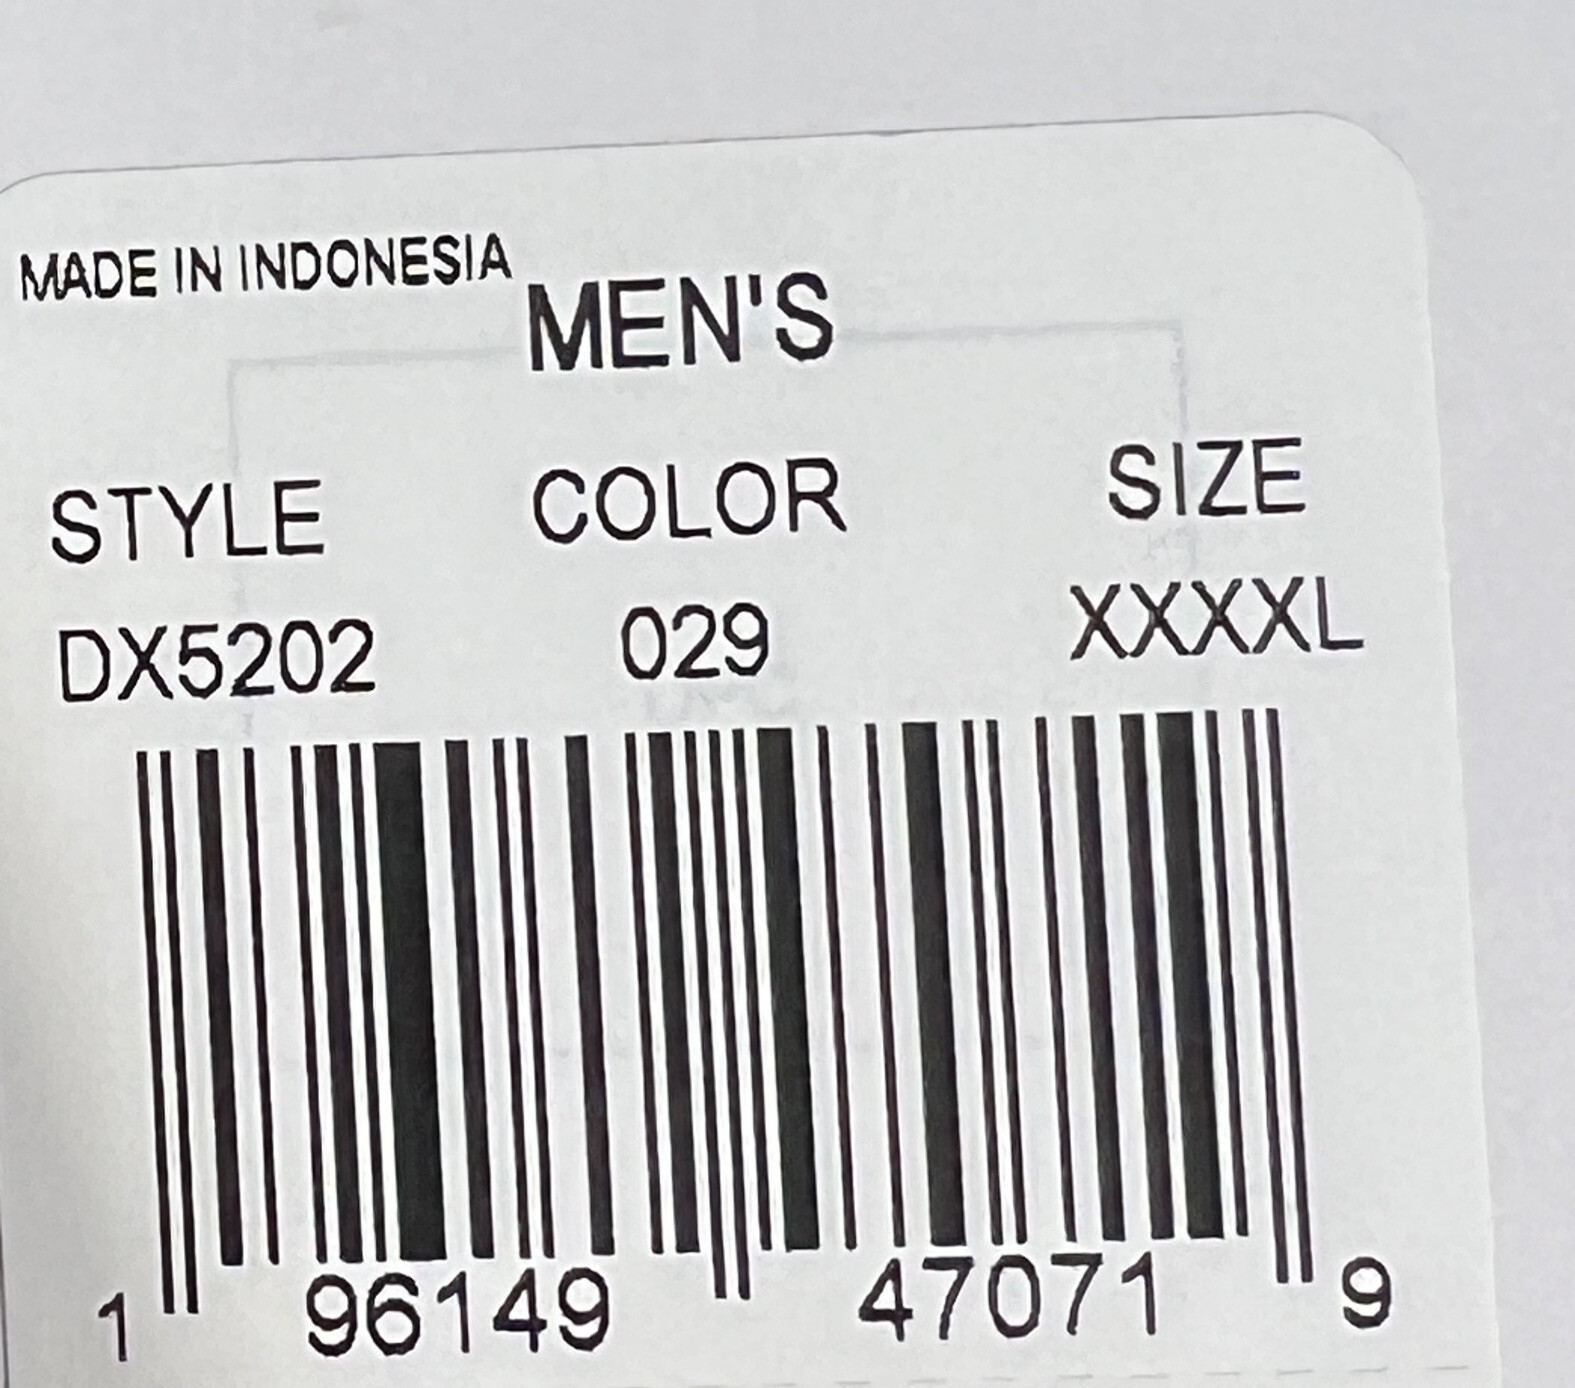 MADE IN INDONESIA
MEN'S
STYLE COLOR SIZE
DX5202 029 XXXXL
1 96149 47071 9